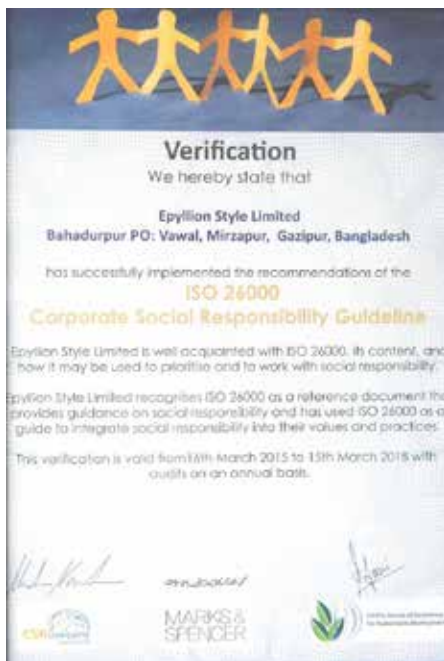 Verification
We hereby state that
Epyllion Style Limited
Bahadurpur PO: Vawal, Mirzapur, Gazipur, Bangladesh
has successfully implemented the recommendations of the
ISO 26000
Corporate Social Responsibility Guideline
Epyllion Style Limited is well acquainted with ISO 26000, its content, and
how it may be used to prioritise and to work with social responsibility.
Epyllion Style Limited recognises ISO 26000 as a reference document tha
provides guidance on social responsibility and has used ISO 26000 as a
guide to integrate social responsibility into their values and practices
This verification is valid from 16th March 2015 to 15th March 2018 with
audits on an annual basis.
CSR
MARKS &
SPENCER